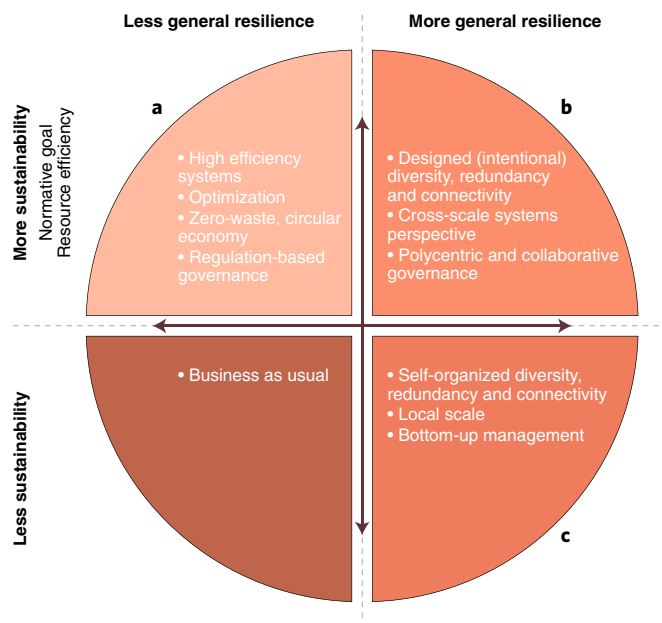 Less general resilience
More general resilience
More sustainability
Normative goal
Resource efficiency
a
• High efficiency
systems
• Optimization
• Zero-waste, circular
economy
• Regulation-based
governance
b
• Designed (intentional)
diversity, redundancy
and connectivity
• Cross-scale systems
perspective
• Polycentric and collaborative
governance
Less sustainability
• Business as usual
• Self-organized diversity,
redundancy and connectivity
• Local scale
• Bottom-up management
c